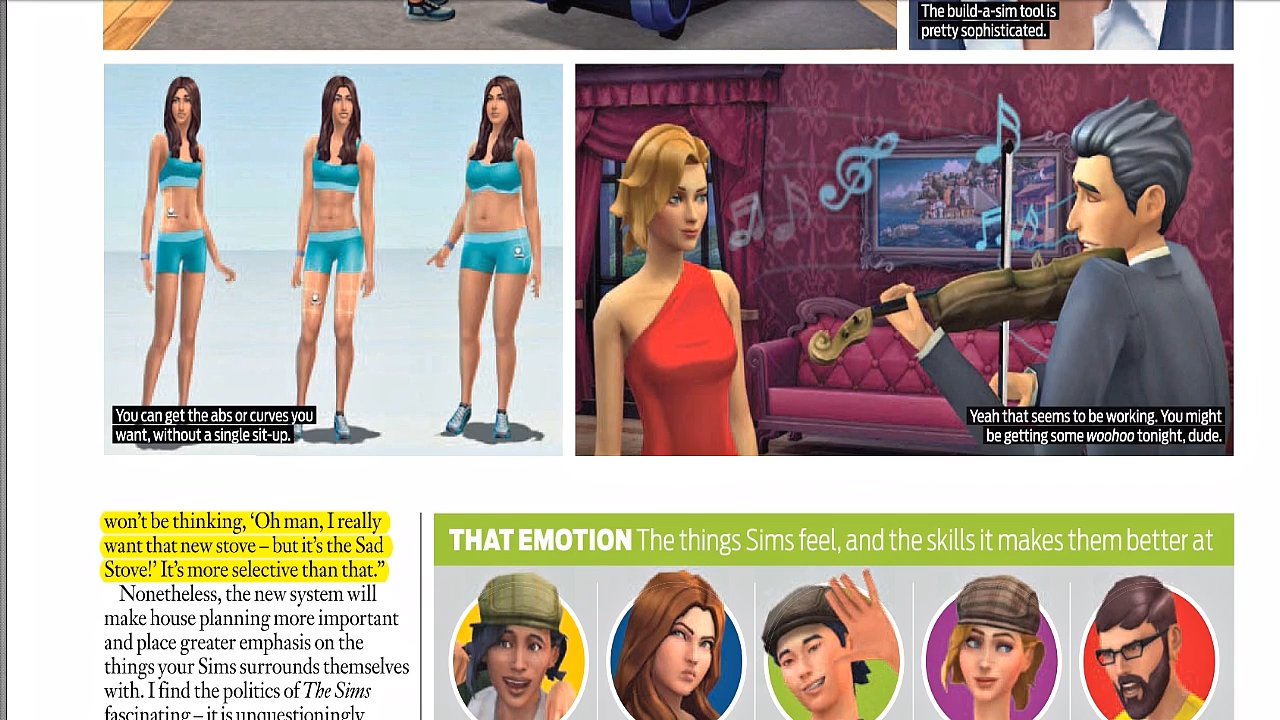 The build-a-sim tool is
pretty sophisticated.
You can get the abs or curves you
want, without a single sit-up.
Yeah that seems to be working. You might
be getting some woohoo tonight, dude.
won’t be thinking, ‘Oh man, I really
want that new stove – but it’s the Sad
Stove!’ It’s more selective than that.”
Nonetheless, the new system will
make house planning more important
and place greater emphasis on the
things your Sims surrounds themselves
with. I find the politics of The Sims
fascinating – it is unquestioningly
THAT EMOTION The things Sims feel, and the skills it makes them better at